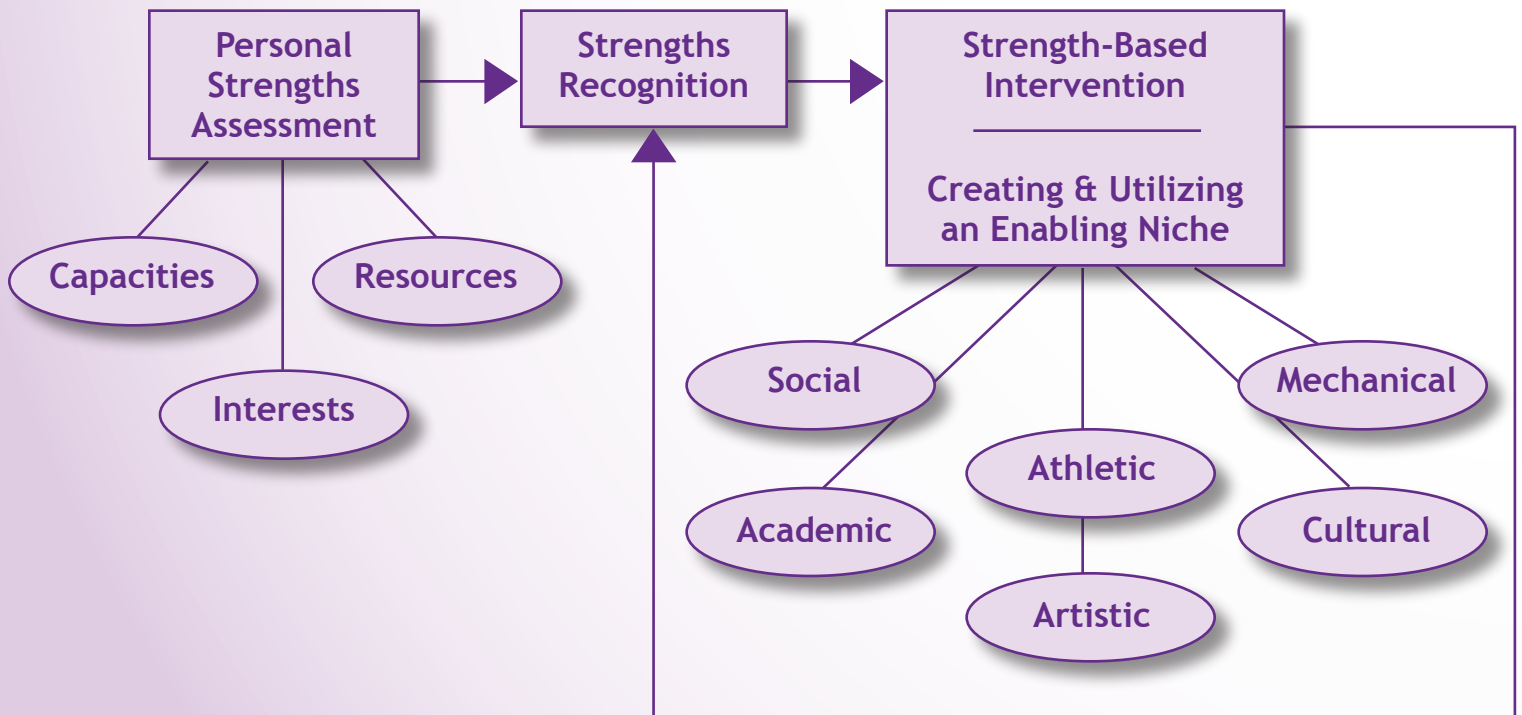 Personal
Strengths
Assessment
Strengths
Recognition
Strength-Based
Intervention
Creating & Utilizing
an Enabling Niche
Capacities
Resources
Interests
Social
Mechanical
Athletic
Academic
Cultural
Artistic